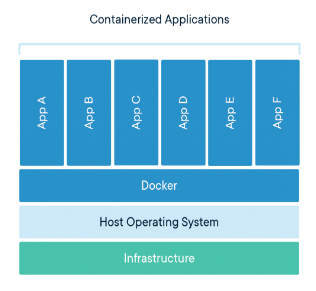 Containerized Applications
App A
App B
App C
App D
App E
App F
Docker
Host Operating System
Infrastructure